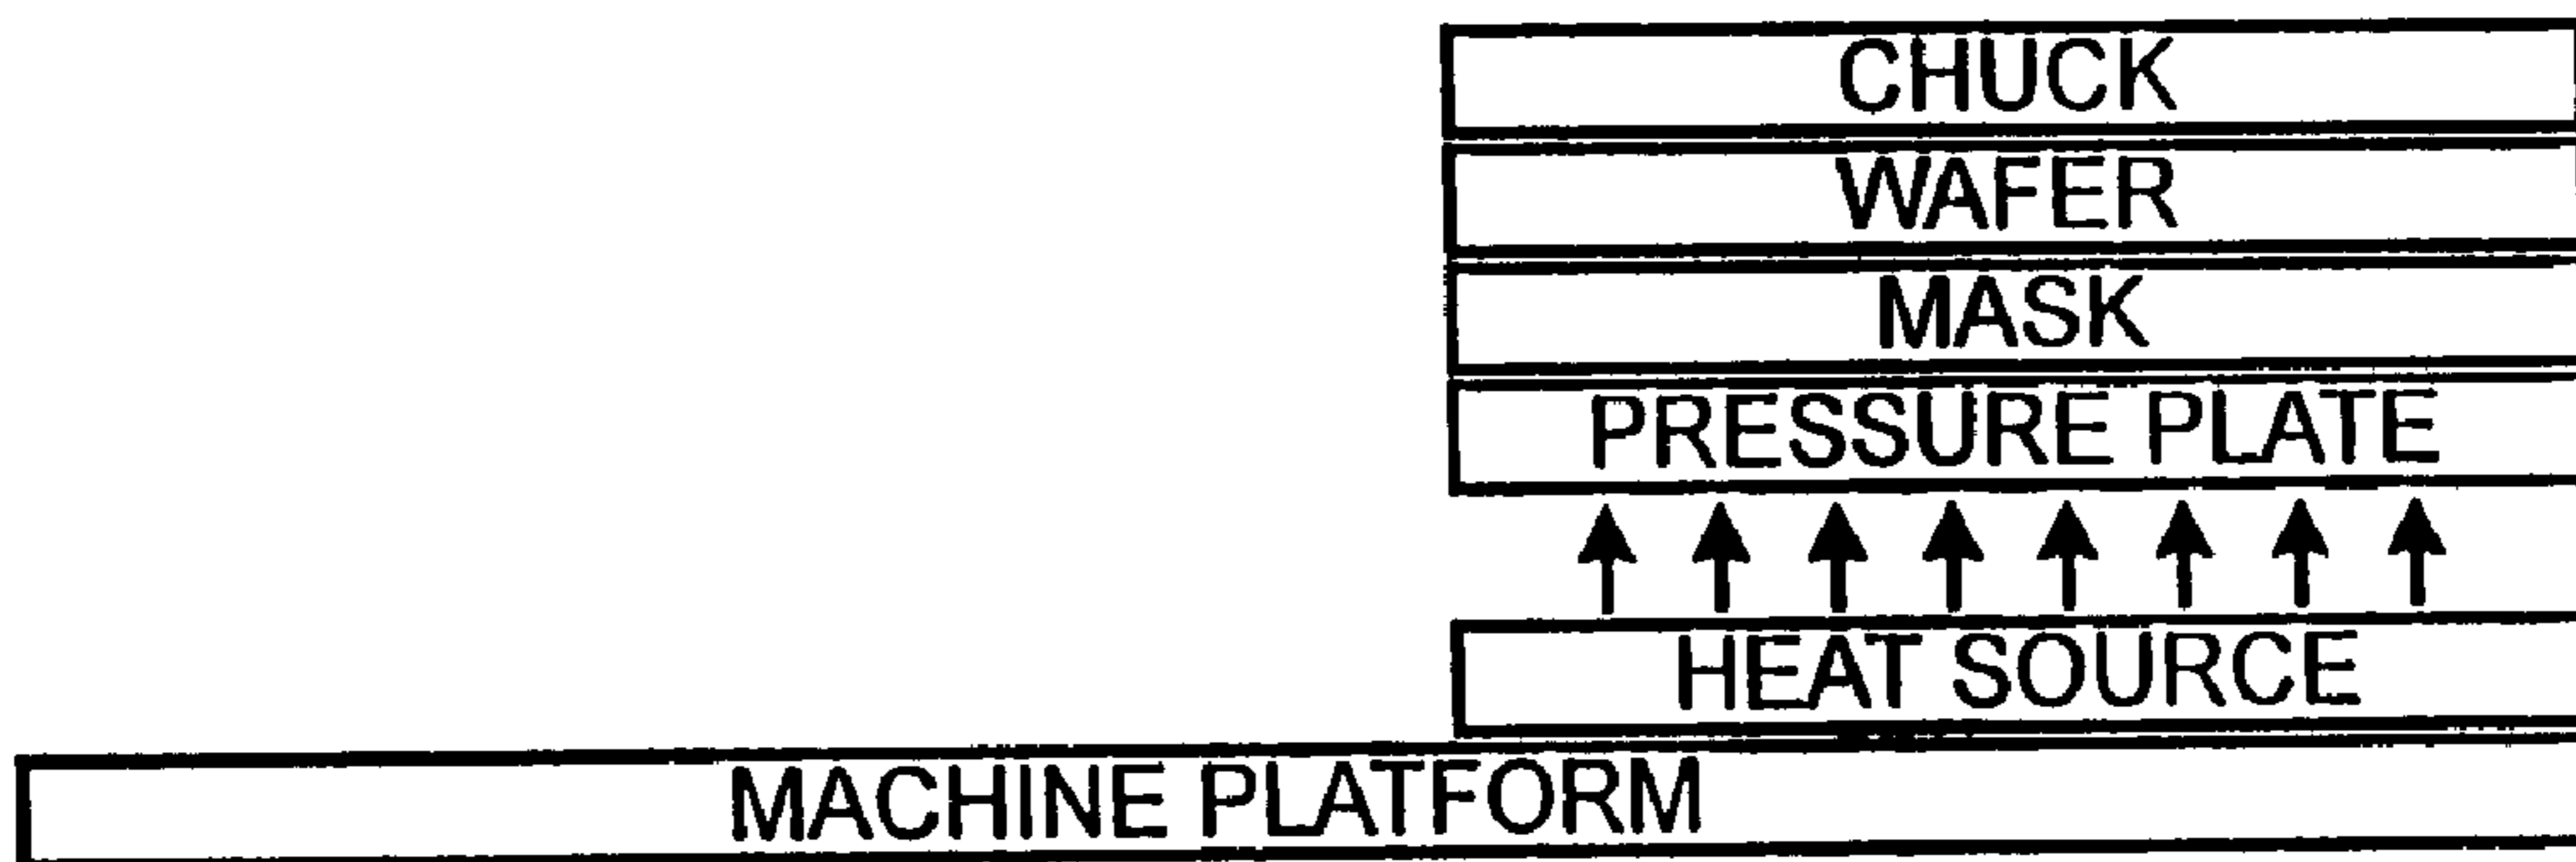 CHUCK
WAFER
MASK
PRESSURE PLATE
HEAT SOURCE
MACHINE PLATFORM